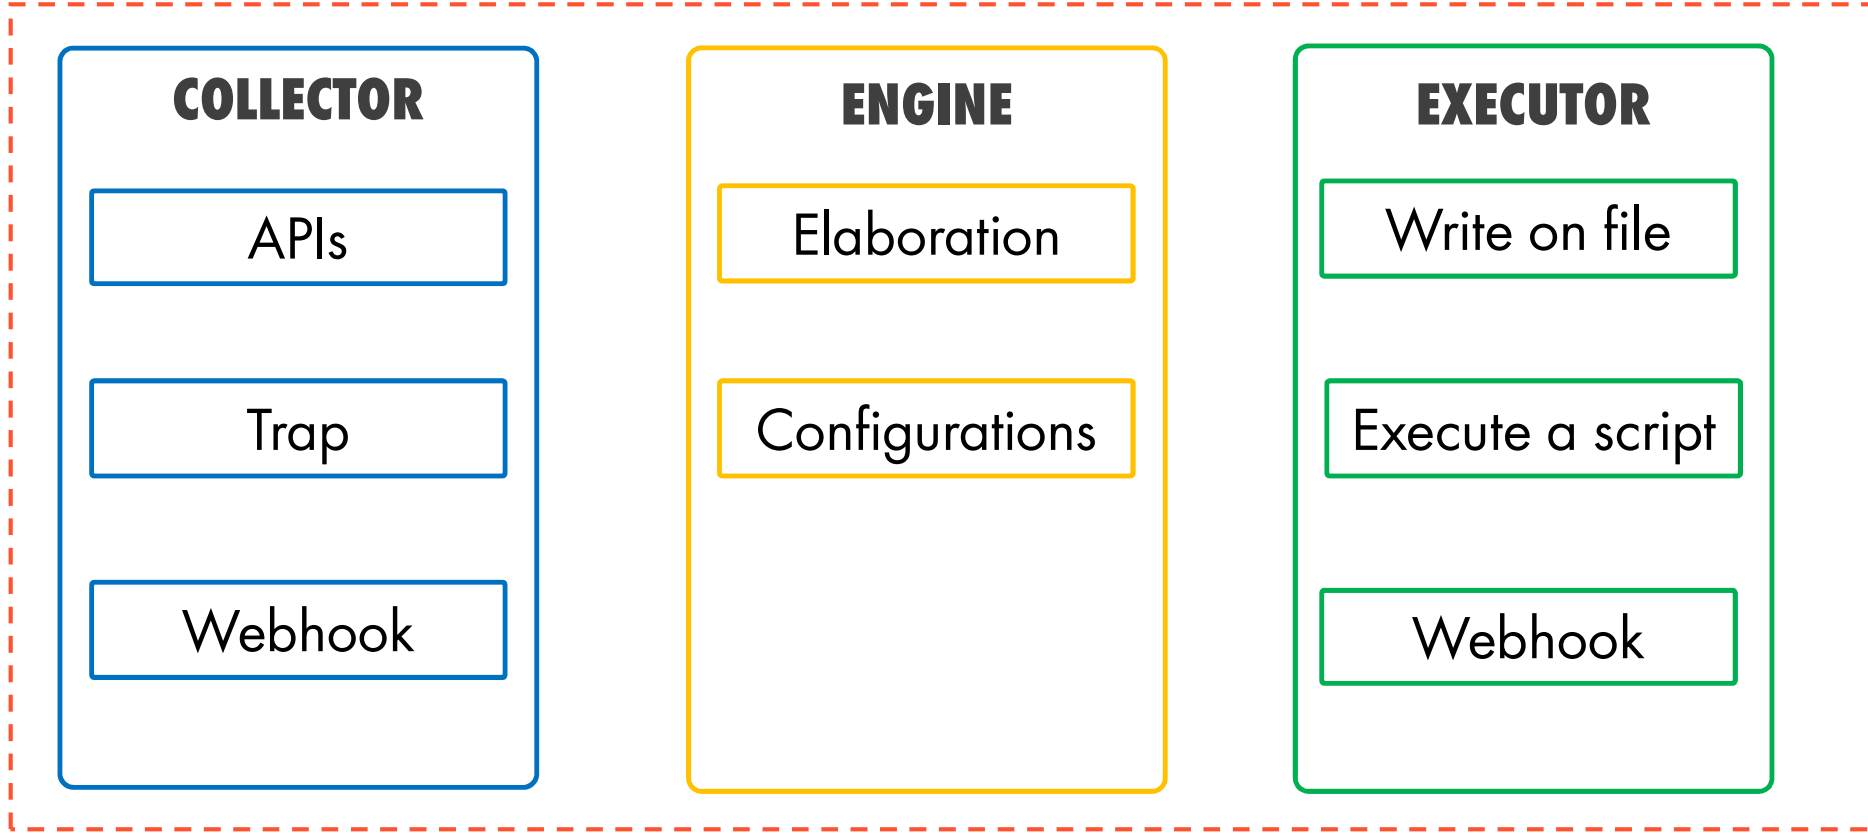 COLLECTOR
APIs
Trap
Webhook
ENGINE
Elaboration
Configurations
EXECUTOR
Write on file
Execute a script
Webhook